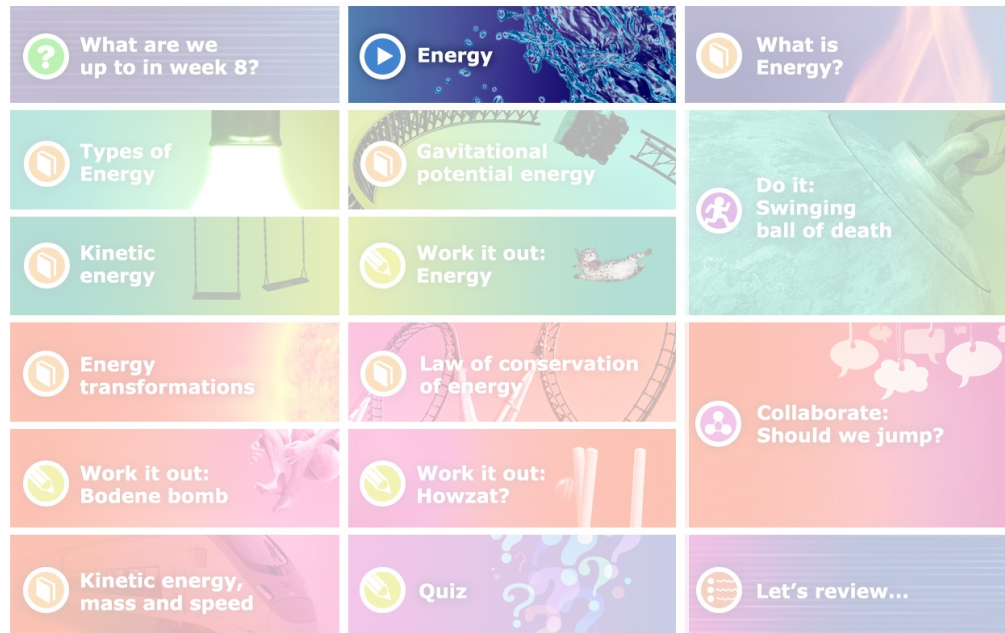 What are we
up to in week 8?
Energy
What is
Energy?
Types of
Energy
Gavitational
potential energy
Do it:
Swinging
ball of death
Kinetic
energy
Work it out:
Energy
Energy
transformations
Law of conservation
of energy
Collaborate:
Should we jump?
Work it out:
Bodene bomb
Work it out:
Howzat?
Kinetic energy,
mass and speed
Quiz
Let's review...